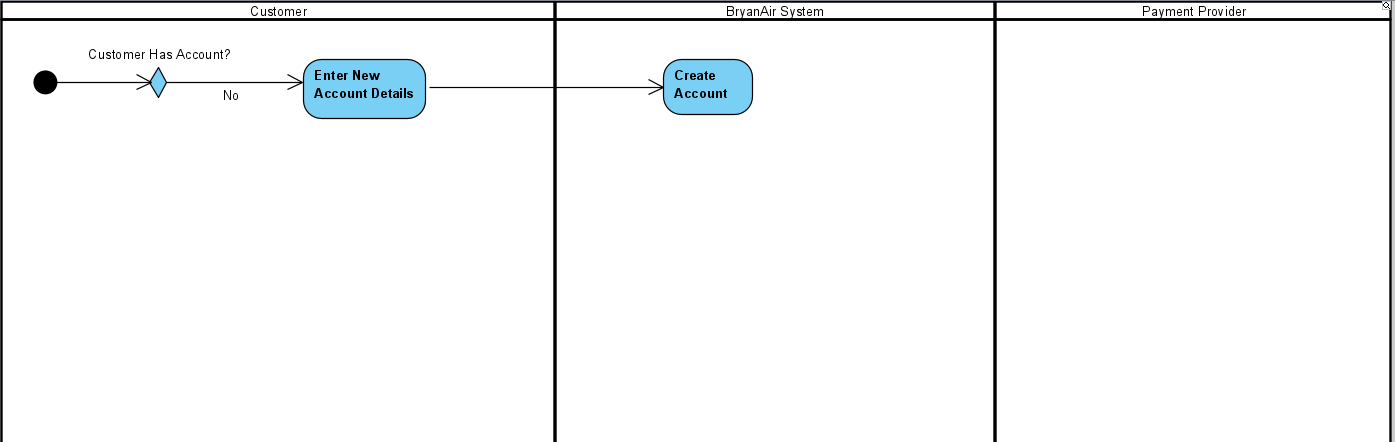 Customer
BryanAir System
Payment Provider
Customer Has Account?
No
Enter New
Account Details
Create
Account